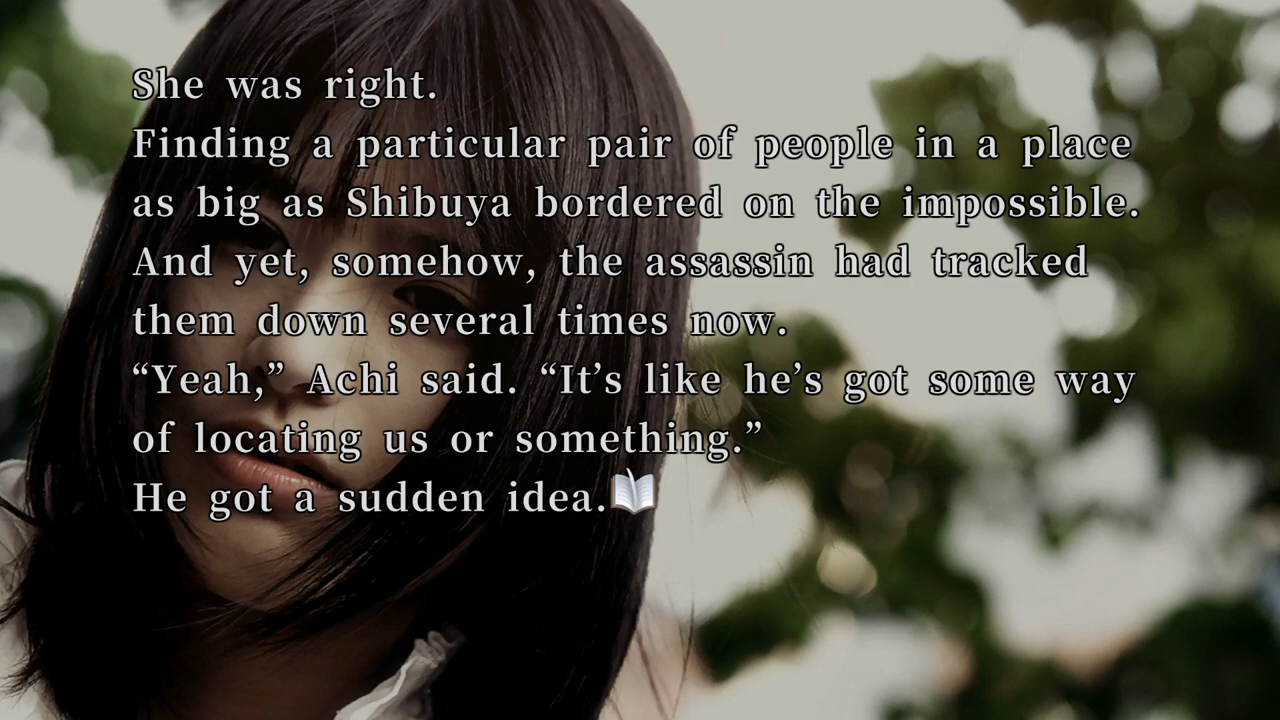 She was right.
Finding a particular pair of people in a place
as big as Shibuya bordered on the impossible.
And yet, somehow, the assassin had tracked
them down several times now.
“Yeah,” Achi said. “It’s like he’s got some way
of locating us or something.”
He got a sudden idea.